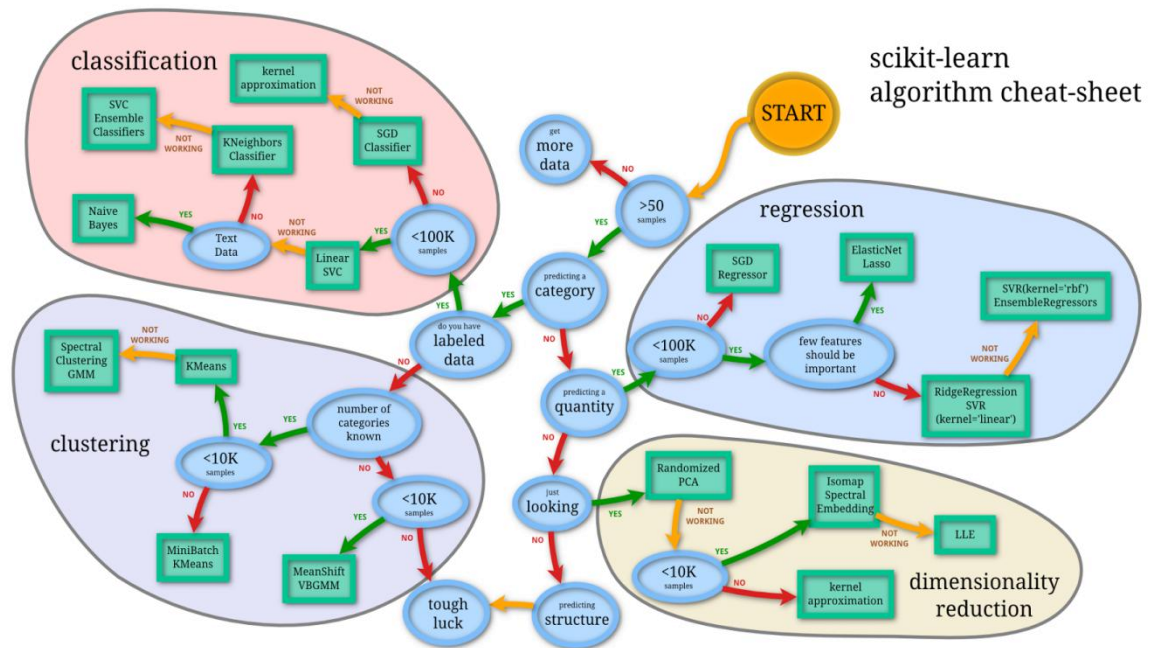 scikit-learn
algorithm cheat-sheet
START
classification
kernel
approximation
NOT
WORKING
SVC
Ensemble
Classifiers
NOT
WORKING
KNeighbors
Classifier
SGD
Classifier
NO
Naive
Bayes
YES
Text
Data
NO
NOT
WORKING
Linear
SVC
YES
<100K
samples
YES
get
more
data
NO
>50
samples
YES
predicting a
category
YES
NO
do you have
labeled
data
NO
predicting a
quantity
YES
NO
regression
SGD
Regressor
NO
<100K
samples
YES
ElasticNet
Lasso
YES
few features
should be
important
NO
SVR(kernel='rbf')
EnsembleRegressors
NOT
WORKING
RidgeRegression
SVR
(kernel='linear')
clustering
Spectral
Clustering
GMM
NOT
WORKING
KMeans
YES
number of
categories
known
YES
NO
<10K
samples
NO
<10K
samples
YES
NO
MiniBatch
KMeans
MeanShift
VBGMM
tough
luck
just
looking
YES
NO
predicting
structure
Randomized
PCA
NOT
WORKING
<10K
samples
YES
NO
Isomap
Spectral
Embedding
NOT
WORKING
LLE
kernel
approximation
dimensionality
reduction